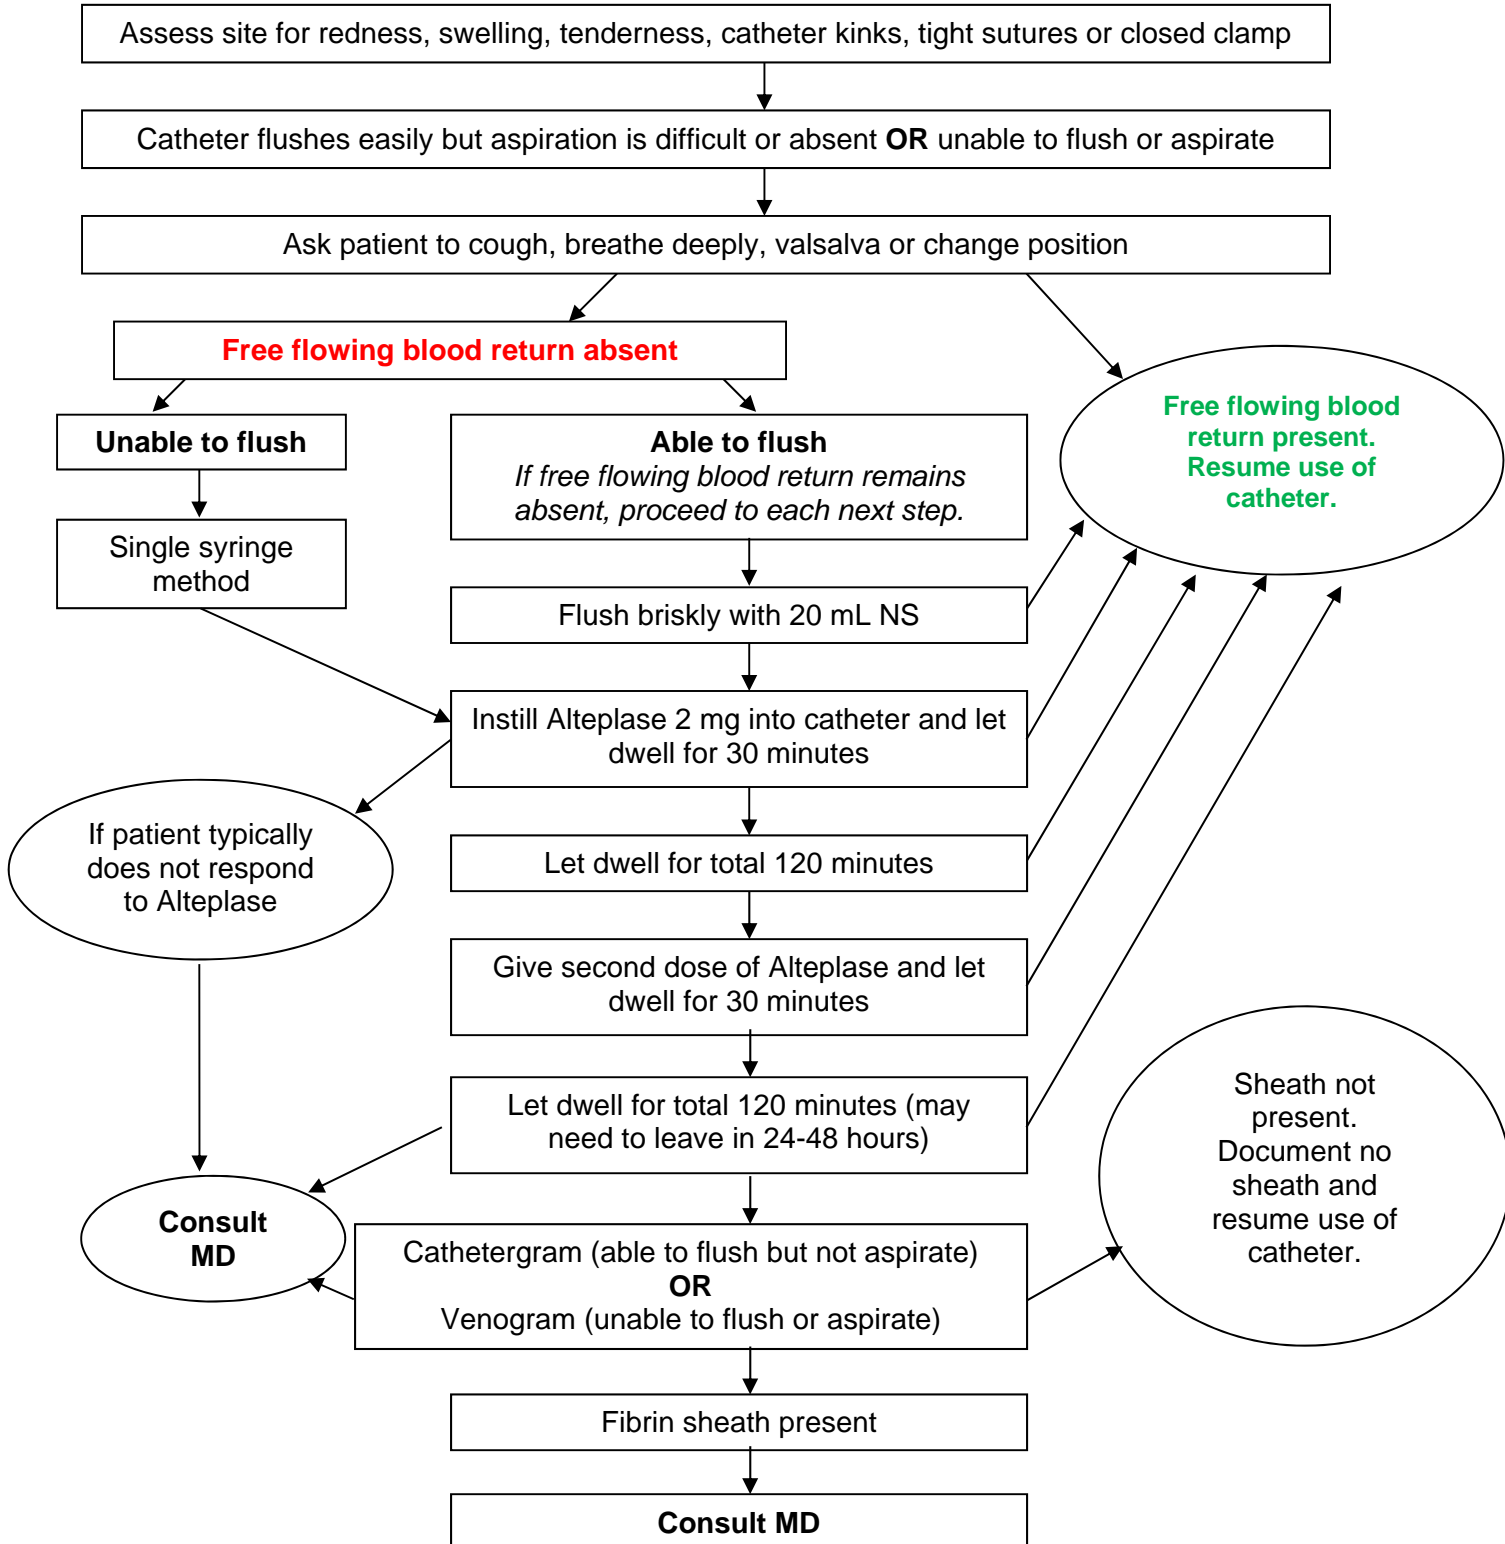 Assess site for redness, swelling, tenderness, catheter kinks, tight sutures or closed clamp
Catheter flushes easily but aspiration is difficult or absent OR unable to flush or aspirate
Ask patient to cough, breathe deeply, valsalva or change position
Free flowing blood return absent
Free flowing blood
return present.
Resume use of
catheter.
Unable to flush
Able to flush
If free flowing blood return remains
absent, proceed to each next step.
Single syringe
method
Flush briskly with 20 mL NS
Instill Alteplase 2 mg into catheter and let
dwell for 30 minutes
If patient typically
does not respond
to Alteplase
Let dwell for total 120 minutes
Give second dose of Alteplase and let
dwell for 30 minutes
Let dwell for total 120 minutes (may
need to leave in 24-48 hours)
Sheath not
present.
Document no
sheath and
resume use of
catheter.
Consult
MD
Cathetergram (able to flush but not aspirate)
OR
Venogram (unable to flush or aspirate)
Fibrin sheath present
Consult MD